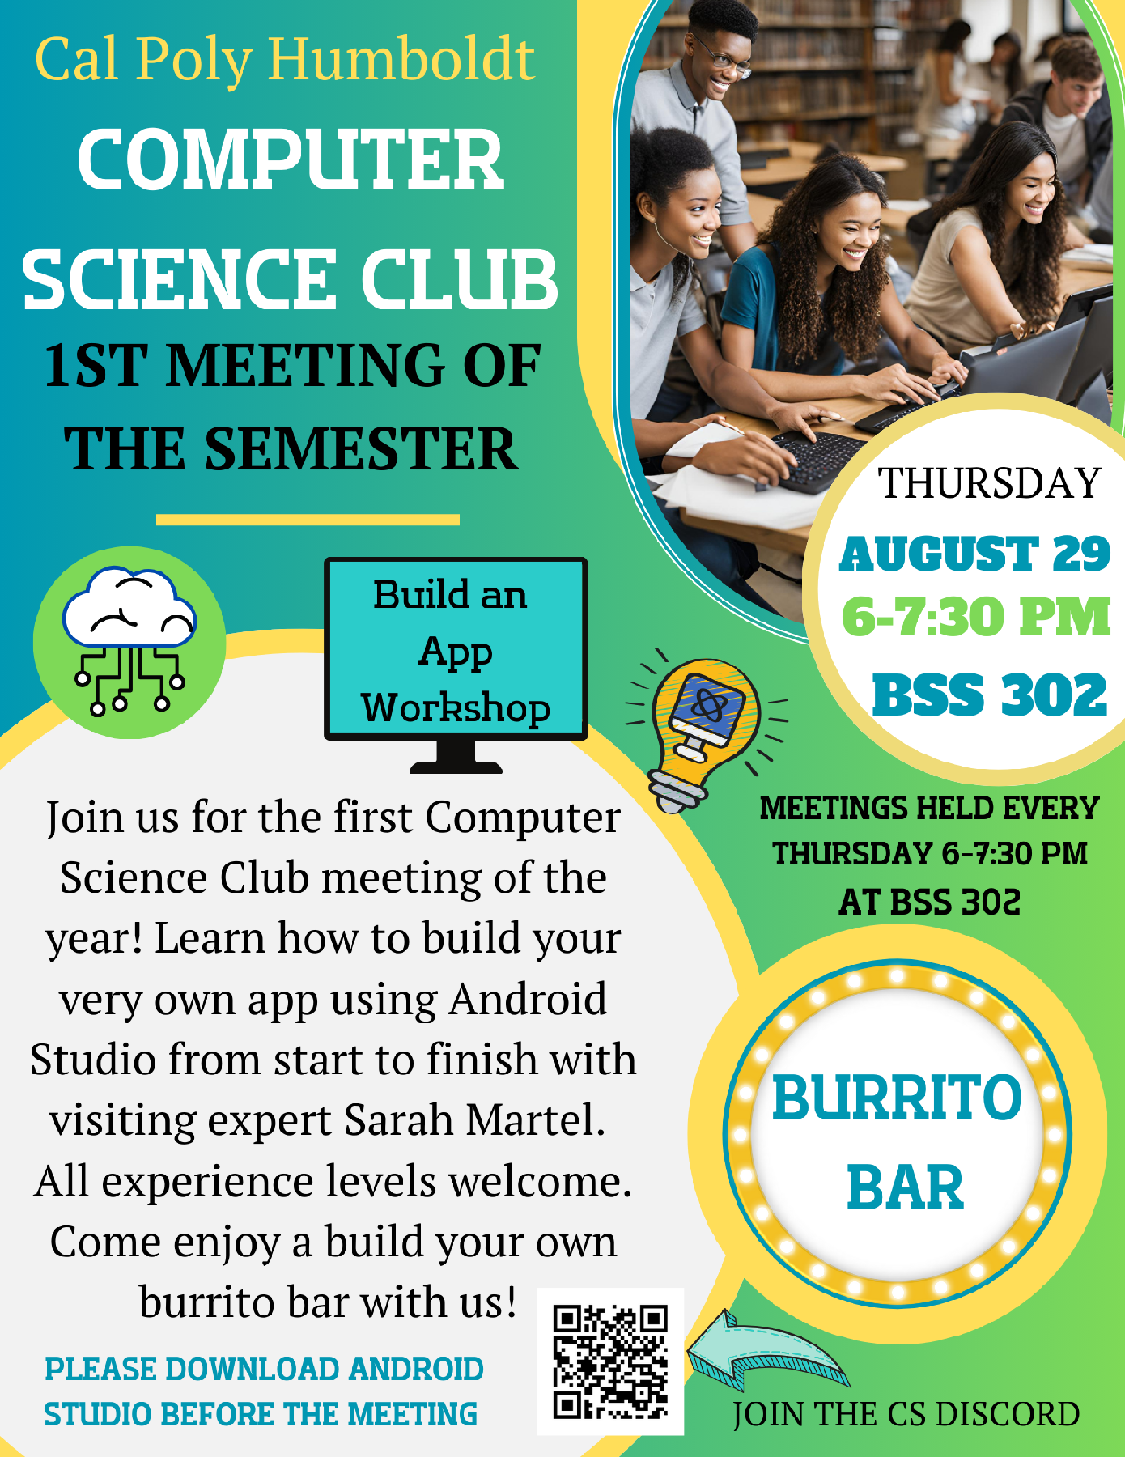 Cal Poly Humboldt
COMPUTER
SCIENCE CLUB
1ST MEETING OF
THE SEMESTER
THURSDAY
AUGUST 29
6-7:30 PM
BSS 302
Build an
App
Workshop
MEETINGS HELD EVERY
THURSDAY 6-7:30 PM
AT BSS 302
Join us for the first Computer
Science Club meeting of the
year! Learn how to build your
very own app using Android
Studio from start to finish with
visiting expert Sarah Martel.
All experience levels welcome.
Come enjoy a build your own
burrito bar with us!
BURRITO
BAR
PLEASE DOWNLOAD ANDROID
STUDIO BEFORE THE MEETING
JOIN THE CS DISCORD